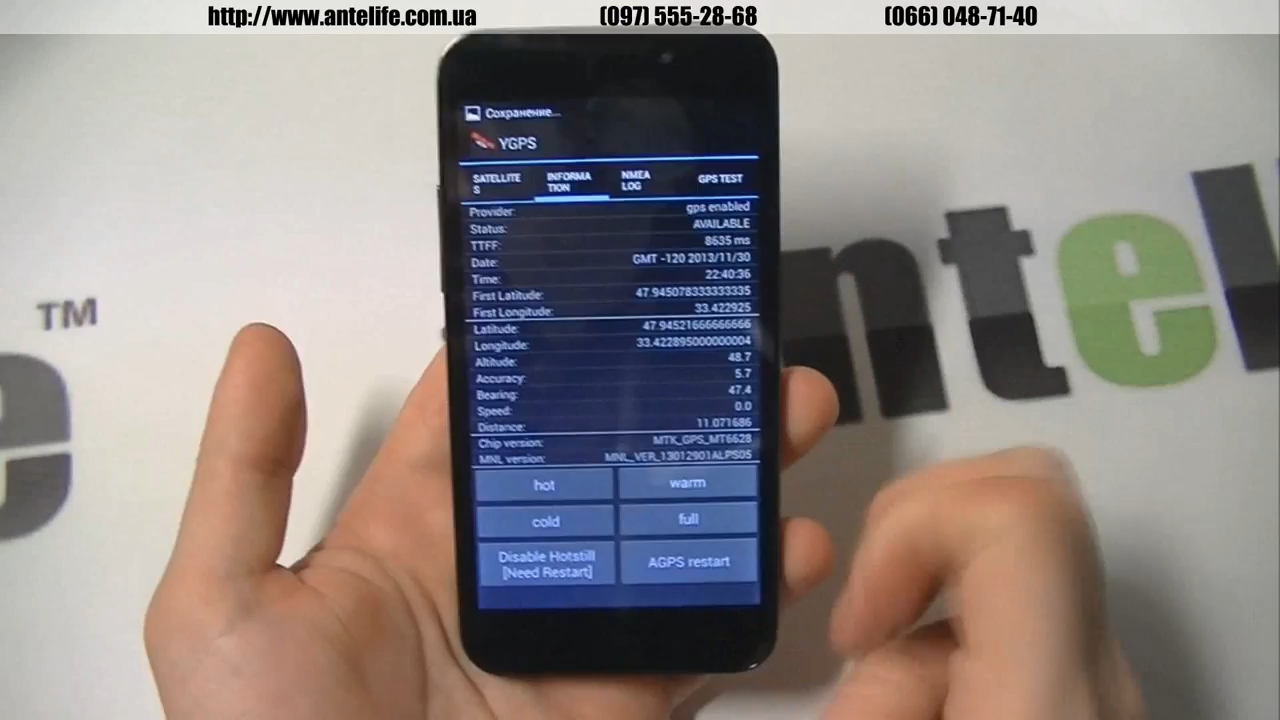 http://www.antelife.com.ua (097) 555-28-68 (066) 048-71-40
Сохранение...
YGPS
SATELLITE
S
INFORMA
TION
NMEA
LOG
GPS TEST
Provider: gps enabled
Status: AVAILABLE
TTFF: 8635 ms
Date: GMT -120 2013/11/30
Time: 22:40:36
First Latitude: 47.945078333333335
First Longitude: 33.422925
Latitude: 47.94521666666666
Longitude: 33.422895000000004
Altitude: 48.7
Accuracy: 5.7
Bearing: 47.4
Speed: 0.0
Distance: 11.071686
Chip version: MTK_GPS_MT6628
MNL version: MNL_VER_13012901ALPS05
hot warm
cold full
Disable Hotstill
[Need Restart]
AGPS restart
TM
e
antel